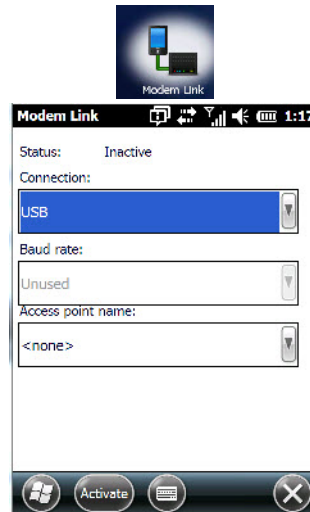 Modem Link
Modem Link 1:17
Status: Inactive
Connection:
USB
Baud rate:
Unused
Access point name:
<none>
Activate